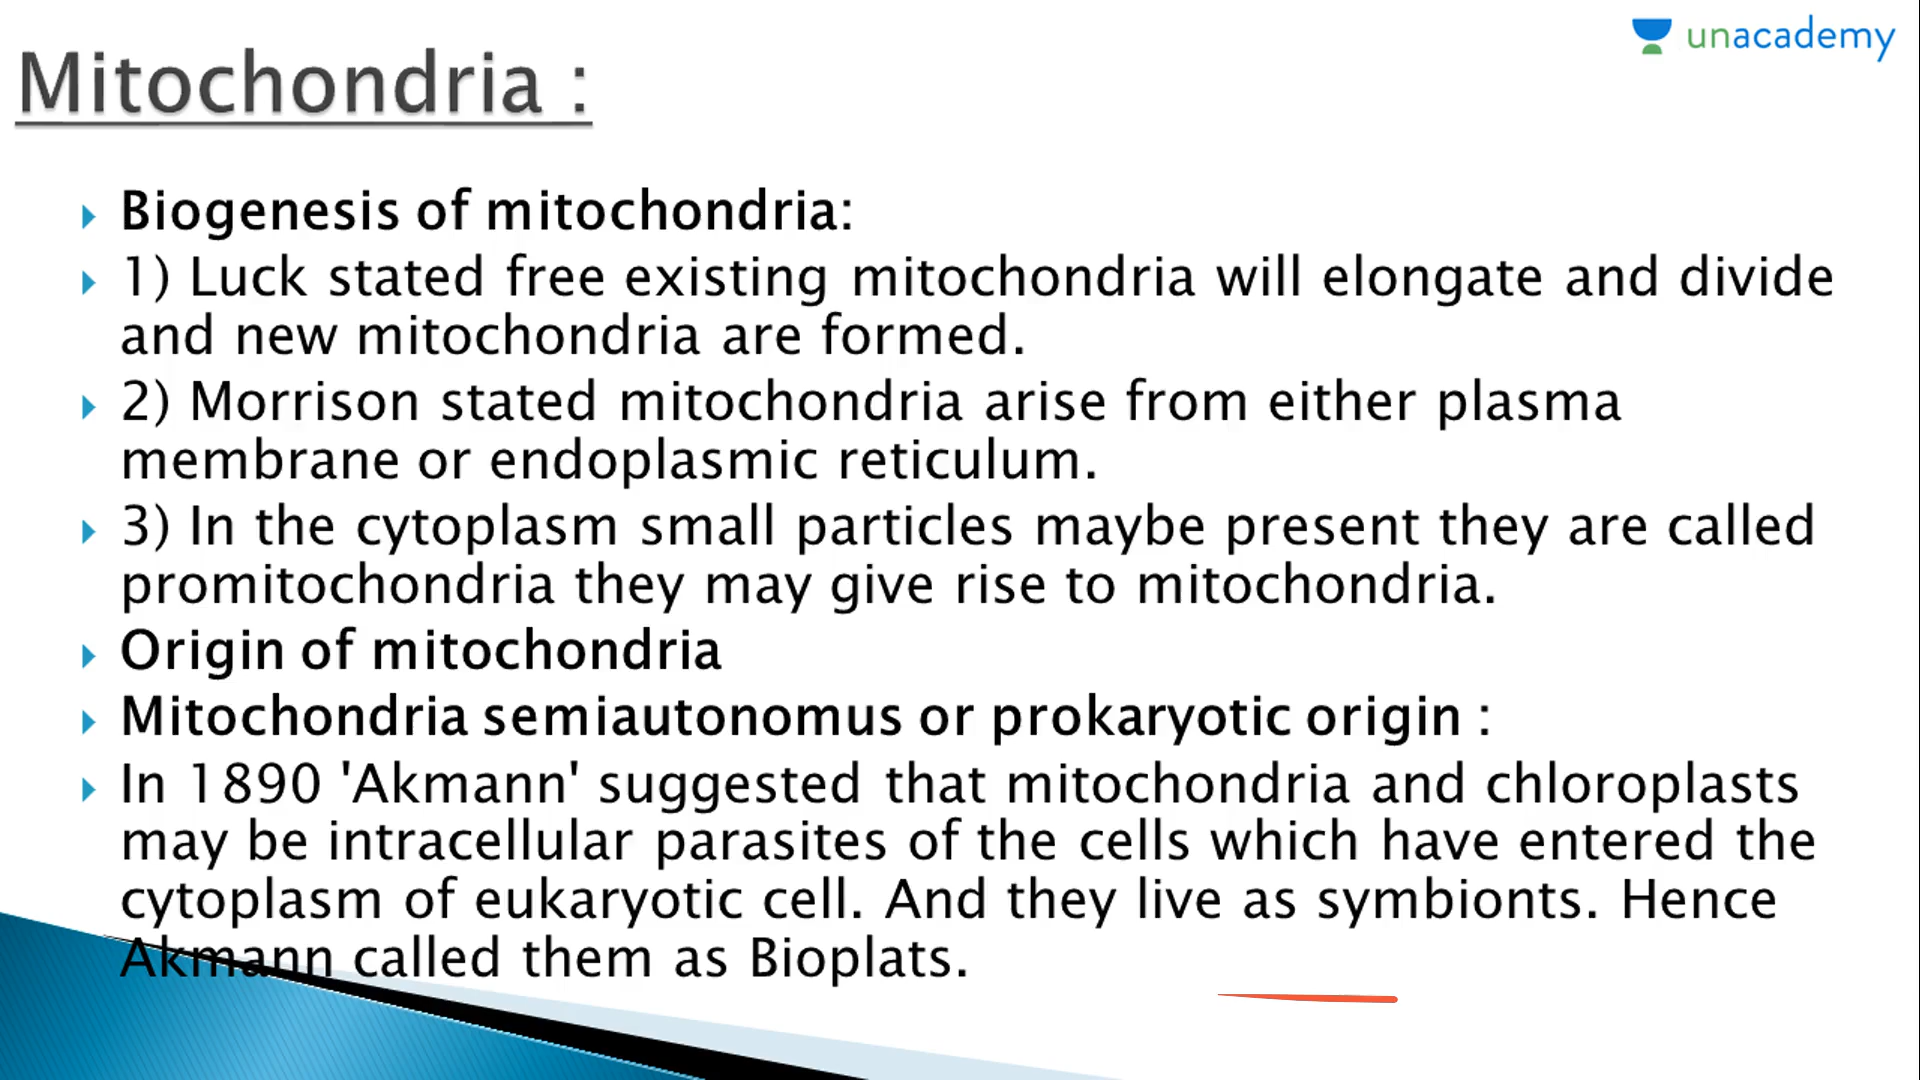 unacademy
Mitochondria :
Biogenesis of mitochondria:
1) Luck stated free existing mitochondria will elongate and divide
and new mitochondria are formed.
2) Morrison stated mitochondria arise from either plasma
membrane or endoplasmic reticulum.
3) In the cytoplasm small particles maybe present they are called
promitochondria they may give rise to mitochondria.
Origin of mitochondria
Mitochondria semiautonomus or prokaryotic origin :
In 1890 'Akmann' suggested that mitochondria and chloroplasts
may be intracellular parasites of the cells which have entered the
cytoplasm of eukaryotic cell. And they live as symbionts. Hence
Akmann called them as Bioplats.